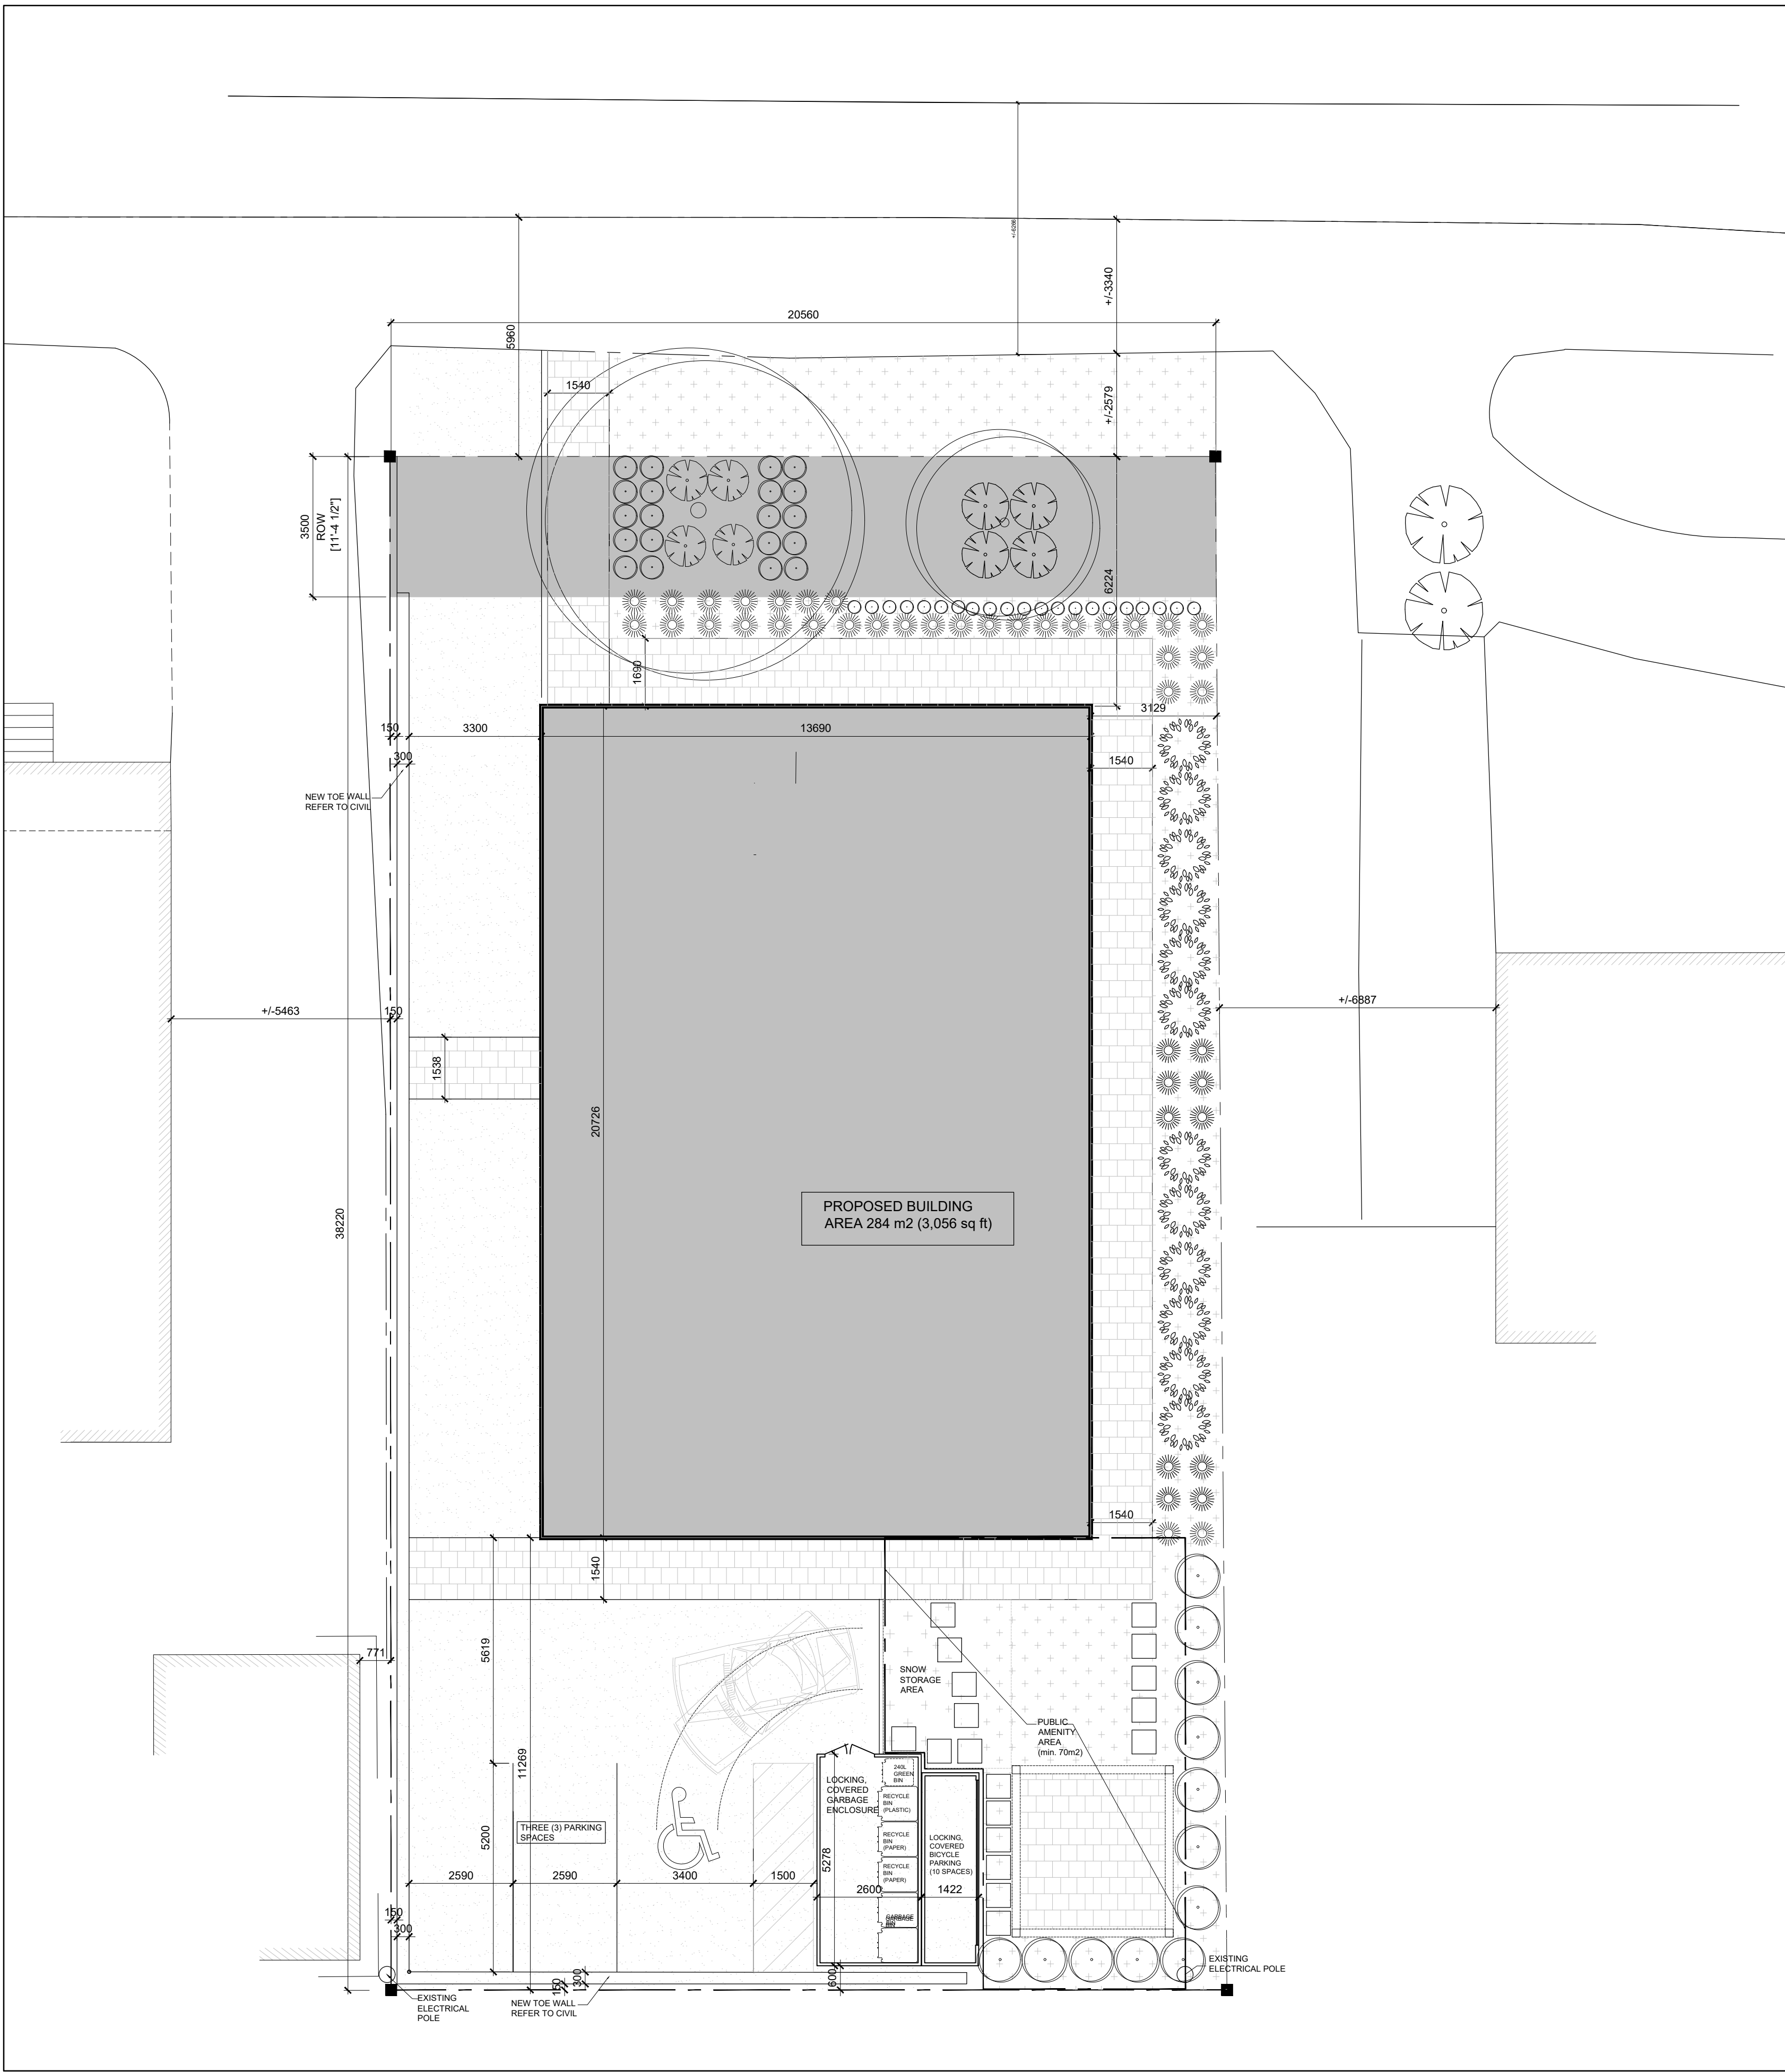 +/-6266
+/-3340
20560
5960
1540
+/-2579
3500
ROW
[11'-4 1/2"]
6224
1690
3129
150
3300
13690
300
1540
NEW TOE WALL
REFER TO CIVIL
+/-5463
150
+/-6887
1538
20726
38220
PROPOSED BUILDING
AREA 284 m2 (3,056 sq ft)
1540
1540
5619
771
SNOW
STORAGE
AREA
PUBLIC
AMENITY
AREA
(min. 70m2)
11269
240L
GREEN
BIN
LOCKING,
COVERED
GARBAGE
ENCLOSURE
RECYCLE
BIN
(PLASTIC)
THREE (3) PARKING
SPACES
5200
RECYCLE
BIN
(PAPER)
LOCKING,
COVERED
BICYCLE
PARKING
(10 SPACES)
5278
RECYCLE
BIN
(PAPER)
2590
2590
3400
1500
2600
1422
GARBAGE
BIN
150
300
EXISTING
ELECTRICAL POLE
600
300
150
EXISTING
ELECTRICAL
POLE
NEW TOE WALL
REFER TO CIVIL